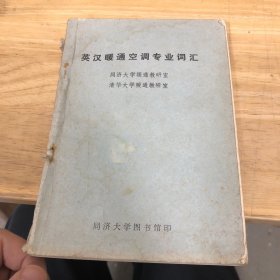 英汉暖通空调专业词汇
同济大学暖通教研室
清华大学暖通教研室
同济大学图书馆印